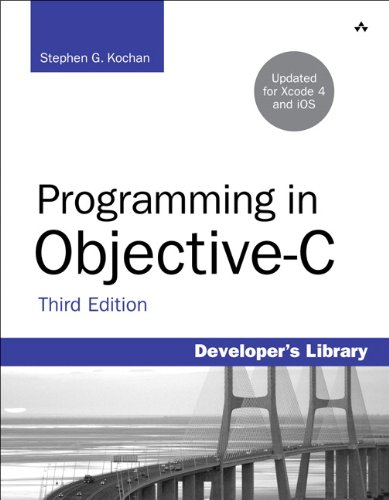 Stephen G. Kochan
Updated
for Xcode 4
and iOS
Programming in
Objective-C
Third Edition
Developer's Library